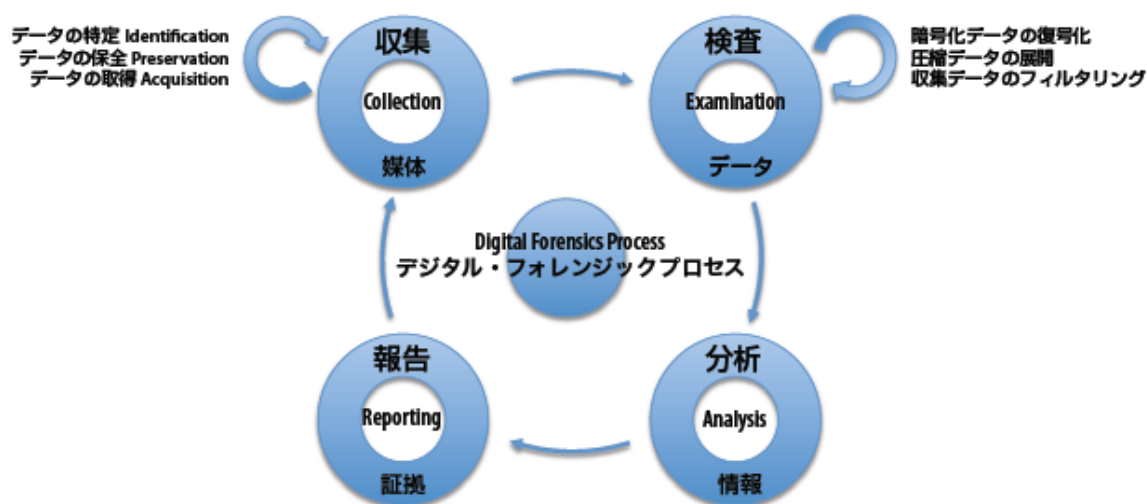 データの特定 Identification
データの保全 Preservation
データの取得 Acquisition
収集
Collection
媒体
検査
Examination
データ
暗号化データの復号化
圧縮データの展開
収集データのフィルタリング
Digital Forensics Process
デジタル・フォレンジックプロセス
報告
Reporting
証拠
分析
Analysis
情報